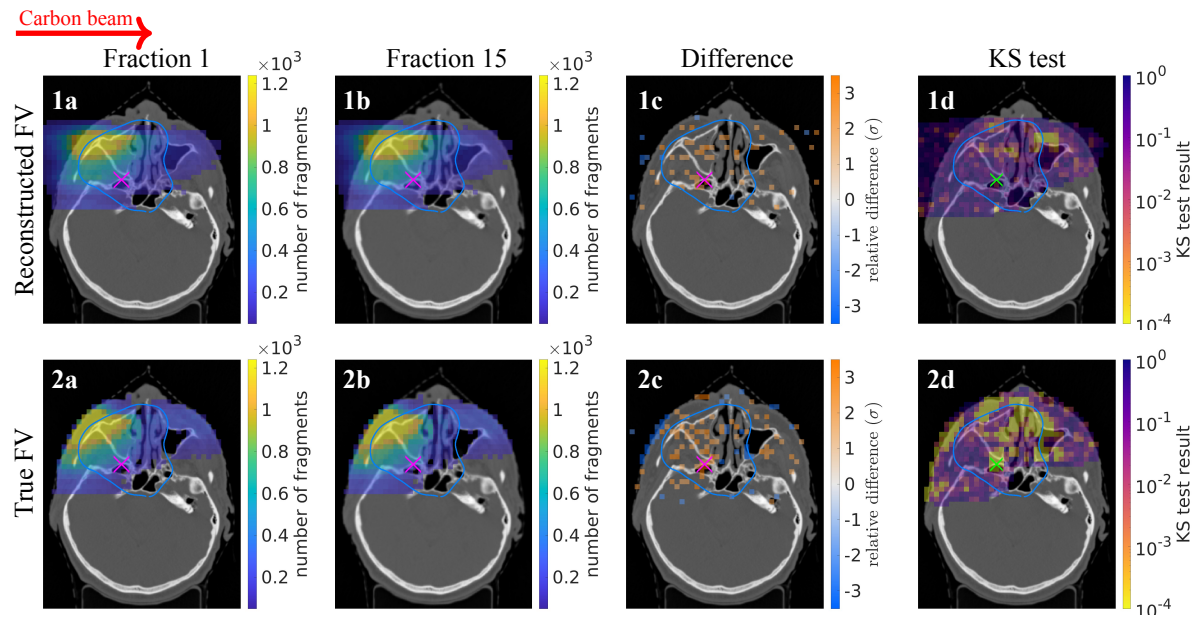 Carbon beam
Fraction 1
Fraction 15
Difference
KS test
Reconstructed FV
1a
×10³
1.2
1
0.8
0.6
0.4
0.2
number of fragments
1b
×10³
1.2
1
0.8
0.6
0.4
0.2
number of fragments
1c
3
2
1
0
-1
-2
-3
relative difference (σ)
1d
10⁰
10⁻¹
10⁻²
10⁻³
10⁻⁴
KS test result
True FV
2a
×10³
1.2
1
0.8
0.6
0.4
0.2
number of fragments
2b
×10³
1.2
1
0.8
0.6
0.4
0.2
number of fragments
2c
3
2
1
0
-1
-2
-3
relative difference (σ)
2d
10⁰
10⁻¹
10⁻²
10⁻³
10⁻⁴
KS test result